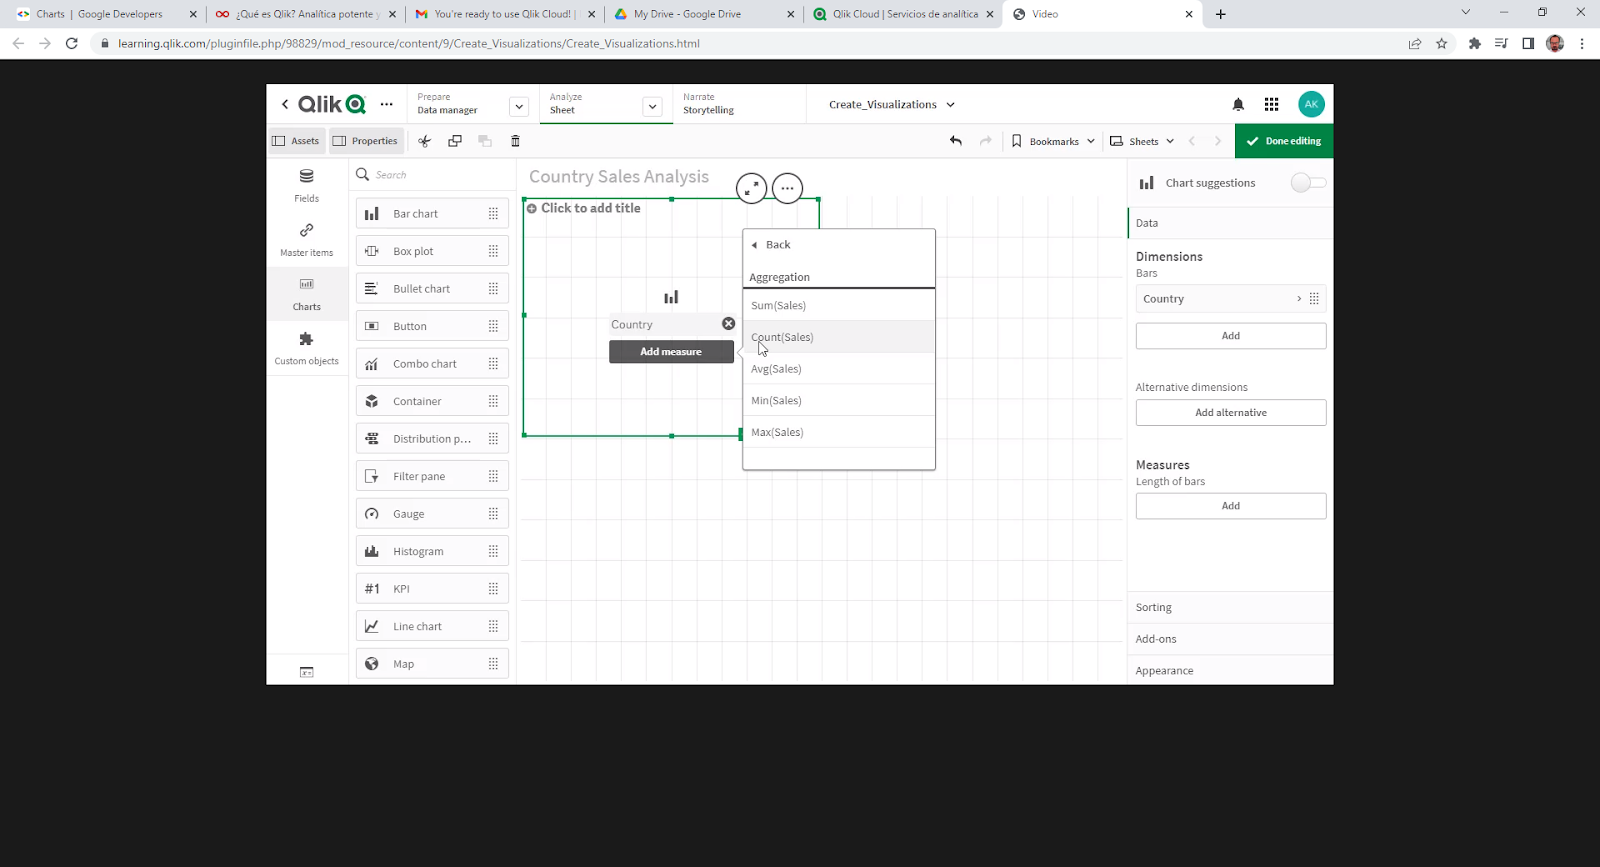 Charts | Google Developers
¿Qué es Qlik? Analítica potente y
You're ready to use Qlik Cloud! |
My Drive - Google Drive
Qlik Cloud | Servicios de analítica
Video
learning.qlik.com/pluginfile.php/98829/mod_resource/content/9/Create_Visualizations/Create_Visualizations.html
Qlik
Prepare
Data manager
Analyze
Sheet
Narrate
Storytelling
Create_Visualizations
AK
Assets
Properties
Bookmarks
Sheets
Done editing
Fields
Master items
Charts
Custom objects
Search
Bar chart
Box plot
Bullet chart
Button
Combo chart
Container
Distribution p...
Filter pane
Gauge
Histogram
#1 KPI
Line chart
Map
Country Sales Analysis
Click to add title
Country
Add measure
Back
Aggregation
Sum(Sales)
Count(Sales)
Avg(Sales)
Min(Sales)
Max(Sales)
Chart suggestions
Data
Dimensions
Bars
Country
Add
Alternative dimensions
Add alternative
Measures
Length of bars
Add
Sorting
Add-ons
Appearance